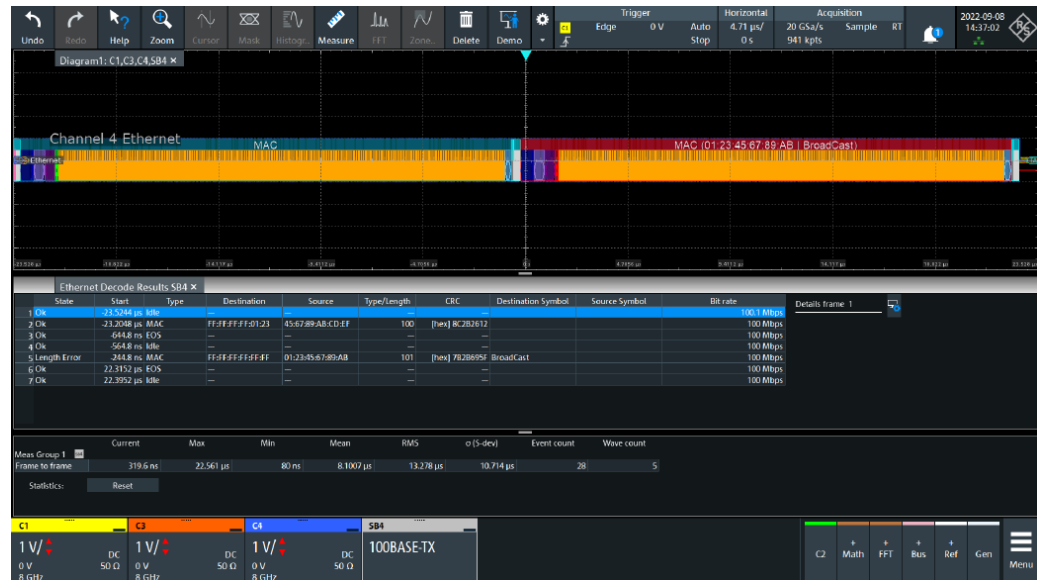 Undo Redo Help Zoom Cursor Mask Histogr. Measure FFT Zone.. Delete Demo
Trigger Horizontal Acquisition
C1 Edge 0 V Auto 4.71 µs/ 20 GSa/s Sample RT
Stop 0 s 941 kpts
2022-09-08
14:37:02
1
Diagram1: C1,C3,C4,SB4 ×
Channel 4 Ethernet
MAC
MAC (01:23:45:67:89:AB | BroadCast)
Ethernet
0 s
23.536 µs
Ethernet Decode Results SB4 ×
State Start Type Destination Source Type/Length CRC Destination Symbol Source Symbol Bit rate
1 Ok -23.5244 µs Idle — — — — 100.1 Mbps
2 Ok -23.2048 µs MAC FF:FF:FF:FF:01:23 45:67:89:AB:CD:EF 100 [hex] 8C2B2612 100 Mbps
3 Ok -644.8 ns EOS — — — — 100 Mbps
4 Ok -564.8 ns Idle — — — — 100 Mbps
5 Length Error -244.8 ns MAC FF:FF:FF:FF:FF:FF 01:23:45:67:89:AB 101 [hex] 7B2B695F BroadCast 100 Mbps
6 Ok 22.3152 µs EOS — — — — 100 Mbps
7 Ok 22.3952 µs Idle — — — — 100 Mbps
Details frame 1
Current Max Min Mean RMS σ (S-dev) Event count Wave count
Meas Group 1
Frame to frame 319.6 ns 22.561 µs 80 ns 8.1007 µs 13.278 µs 10.714 µs 28 5
Statistics: Reset
C1 C3 C4 SB4
1 V/ DC 1 V/ DC 1 V/ DC 100BASE-TX
0 V 50 Ω 0 V 50 Ω 0 V 50 Ω
8 GHz 8 GHz 8 GHz
C2 + Math + FFT + Bus + Ref Gen Menu